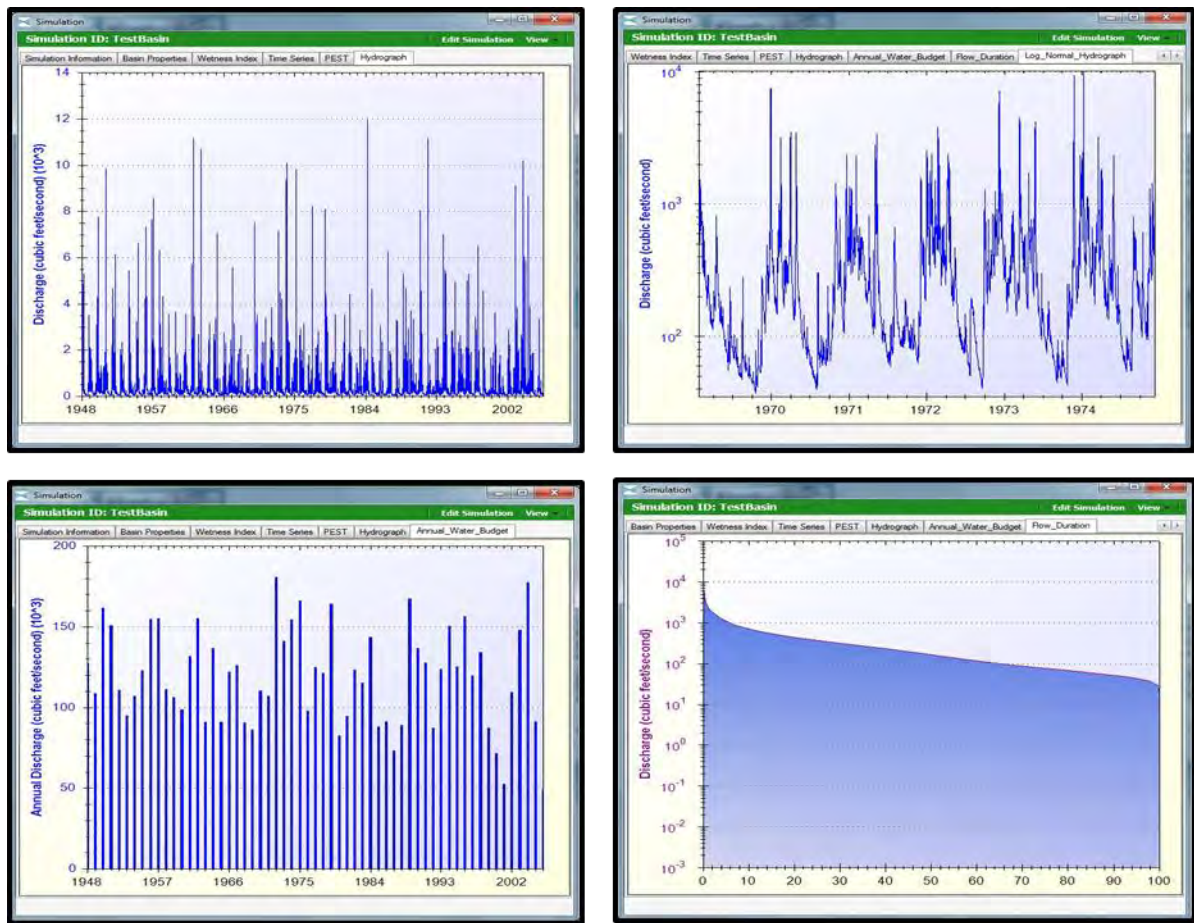 Simulation
Simulation ID: TestBasin Edit Simulation View
Simulation Information Basin Properties Wetness Index Time Series PEST Hydrograph
Discharge (cubic feet/second) (10^3)
14
12
10
8
6
4
2
0
1948 1957 1966 1975 1984 1993 2002
Simulation
Simulation ID: TestBasin Edit Simulation View
Wetness Index Time Series PEST Hydrograph Annual_Water_Budget Flow_Duration Log_Normal_Hydrograph
Discharge (cubic feet/second)
10^4
10^3
10^2
1970 1971 1972 1973 1974
Simulation
Simulation ID: TestBasin Edit Simulation View
Simulation Information Basin Properties Wetness Index Time Series PEST Hydrograph Annual_Water_Budget
Annual Discharge (cubic feet/second) (10^3)
200
150
100
50
0
1948 1957 1966 1975 1984 1993 2002
Simulation
Simulation ID: TestBasin Edit Simulation View
Basin Properties Wetness Index Time Series PEST Hydrograph Annual_Water_Budget Flow_Duration
Discharge (cubic feet/second)
10^5
10^4
10^3
10^2
10^1
10^0
10^-1
10^-2
10^-3
0 10 20 30 40 50 60 70 80 90 100